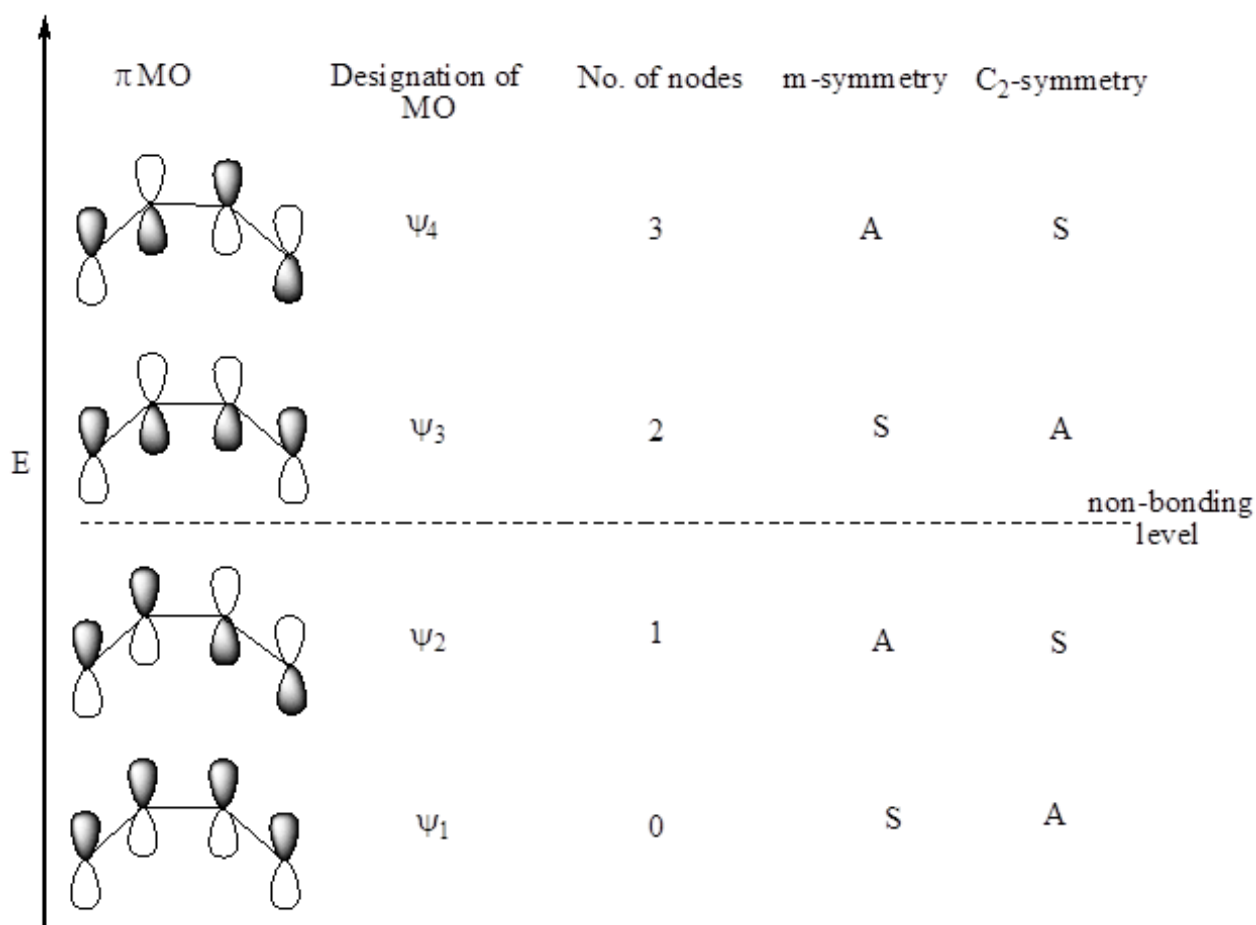 π MO Designation of MO No. of nodes m-symmetry C₂-symmetry
ψ₄ 3 A S
ψ₃ 2 S A
E
non-bonding level
ψ₂ 1 A S
ψ₁ 0 S A